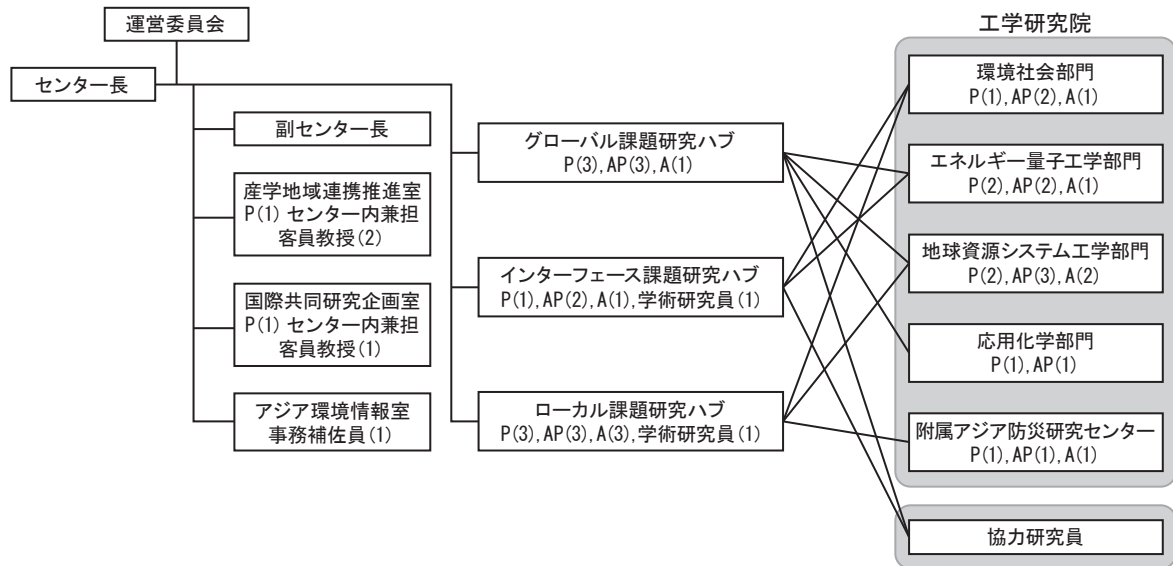 運営委員会
センター長
副センター長
産学地域連携推進室
P(1) センター内兼担
客員教授(2)
国際共同研究企画室
P(1) センター内兼担
客員教授(1)
アジア環境情報室
事務補佐員(1)
グローバル課題研究ハブ
P(3), AP(3), A(1)
インターフェース課題研究ハブ
P(1), AP(2), A(1), 学術研究員(1)
ローカル課題研究ハブ
P(3), AP(3), A(3), 学術研究員(1)
工学研究院
環境社会部門
P(1), AP(2), A(1)
エネルギー量子工学部門
P(2), AP(2), A(1)
地球資源システム工学部門
P(2), AP(3), A(2)
応用化学部門
P(1), AP(1)
附属アジア防災研究センター
P(1), AP(1), A(1)
協力研究員